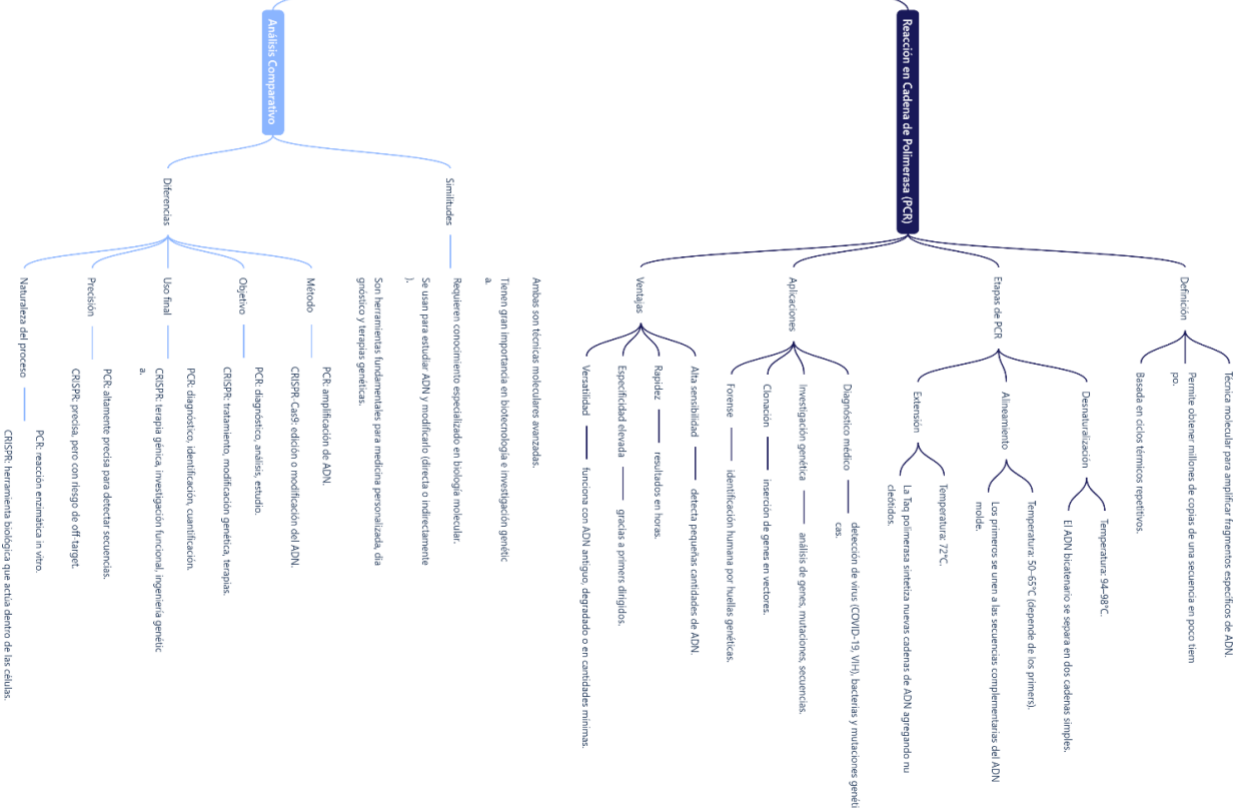 Reacción en Cadena de Polimerasa (PCR)
Definición
Técnica molecular para amplificar fragmentos específicos de ADN.
Permite obtener millones de copias de una secuencia en poco tiem
po.
Basada en ciclos térmicos repetitivos.
Etapas de PCR
Desnaturalización
Temperatura: 94–98°C.
El ADN bicatenario se separa en dos cadenas simples.
Alineamiento
Temperatura: 50–65°C (depende de los primers).
Los primeros se unen a las secuencias complementarias del ADN
molde.
Extensión
Temperatura: 72°C.
La Taq polimerasa sintetiza nuevas cadenas de ADN agregando nu
cleótidos.
Aplicaciones
Diagnóstico médico
detección de virus (COVID-19, VIH), bacterias y mutaciones genéti
cas.
Investigación genética
análisis de genes, mutaciones, secuencias.
Clonación
inserción de genes en vectores.
Forense
identificación humana por huellas genéticas.
Ventajas
Alta sensibilidad
detecta pequeñas cantidades de ADN.
Rapidez
resultados en horas.
Especificidad elevada
gracias a primers dirigidos.
Versatilidad
funciona con ADN antiguo, degradado o en cantidades mínimas.
Análisis Comparativo
Similitudes
Ambas son técnicas moleculares avanzadas.
Tienen gran importancia en biotecnología e investigación genétic
a.
Requieren conocimiento especializado en biología molecular.
Se usan para estudiar ADN y modificarlo (directa o indirectamente
).
Son herramientas fundamentales para medicina personalizada, dia
gnóstico y terapias genéticas.
Diferencias
Método
PCR: amplificación de ADN.
CRISPR-Cas9: edición o modificación del ADN.
Objetivo
PCR: diagnóstico, análisis, estudio.
CRISPR: tratamiento, modificación genética, terapias.
Uso final
PCR: diagnóstico, identificación, cuantificación.
CRISPR: terapia génica, investigación funcional, ingeniería genétic
a.
Precisión
PCR: altamente precisa para detectar secuencias.
CRISPR: precisa, pero con riesgo de off-target.
Naturaleza del proceso
PCR: reacción enzimática in vitro.
CRISPR: herramienta biológica que actúa dentro de las células.